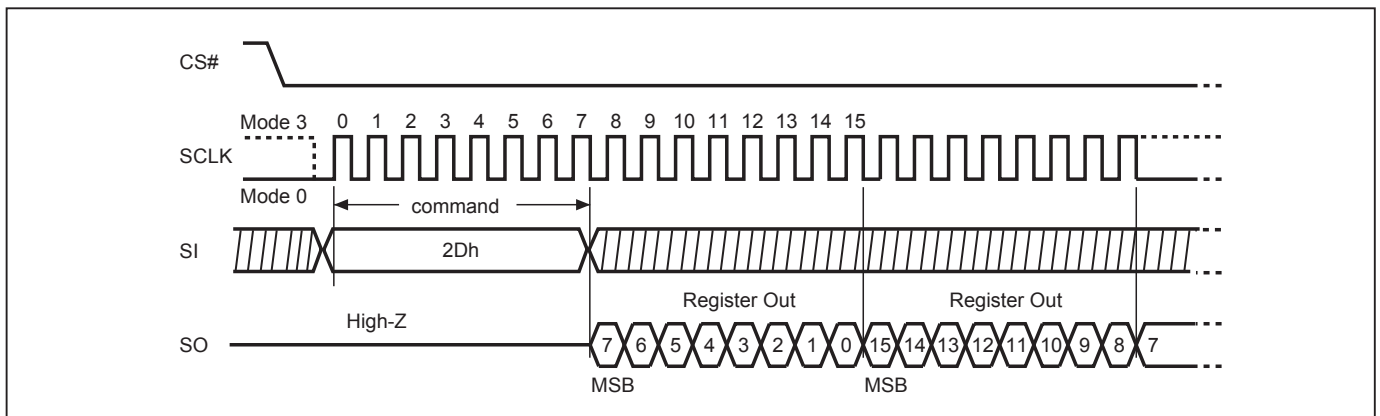 CS#
Mode 3 0 1 2 3 4 5 6 7 8 9 10 11 12 13 14 15
SCLK
Mode 0
command
SI 2Dh
Register Out Register Out
High-Z
SO 7 6 5 4 3 2 1 0 15 14 13 12 11 10 9 8 7
MSB MSB